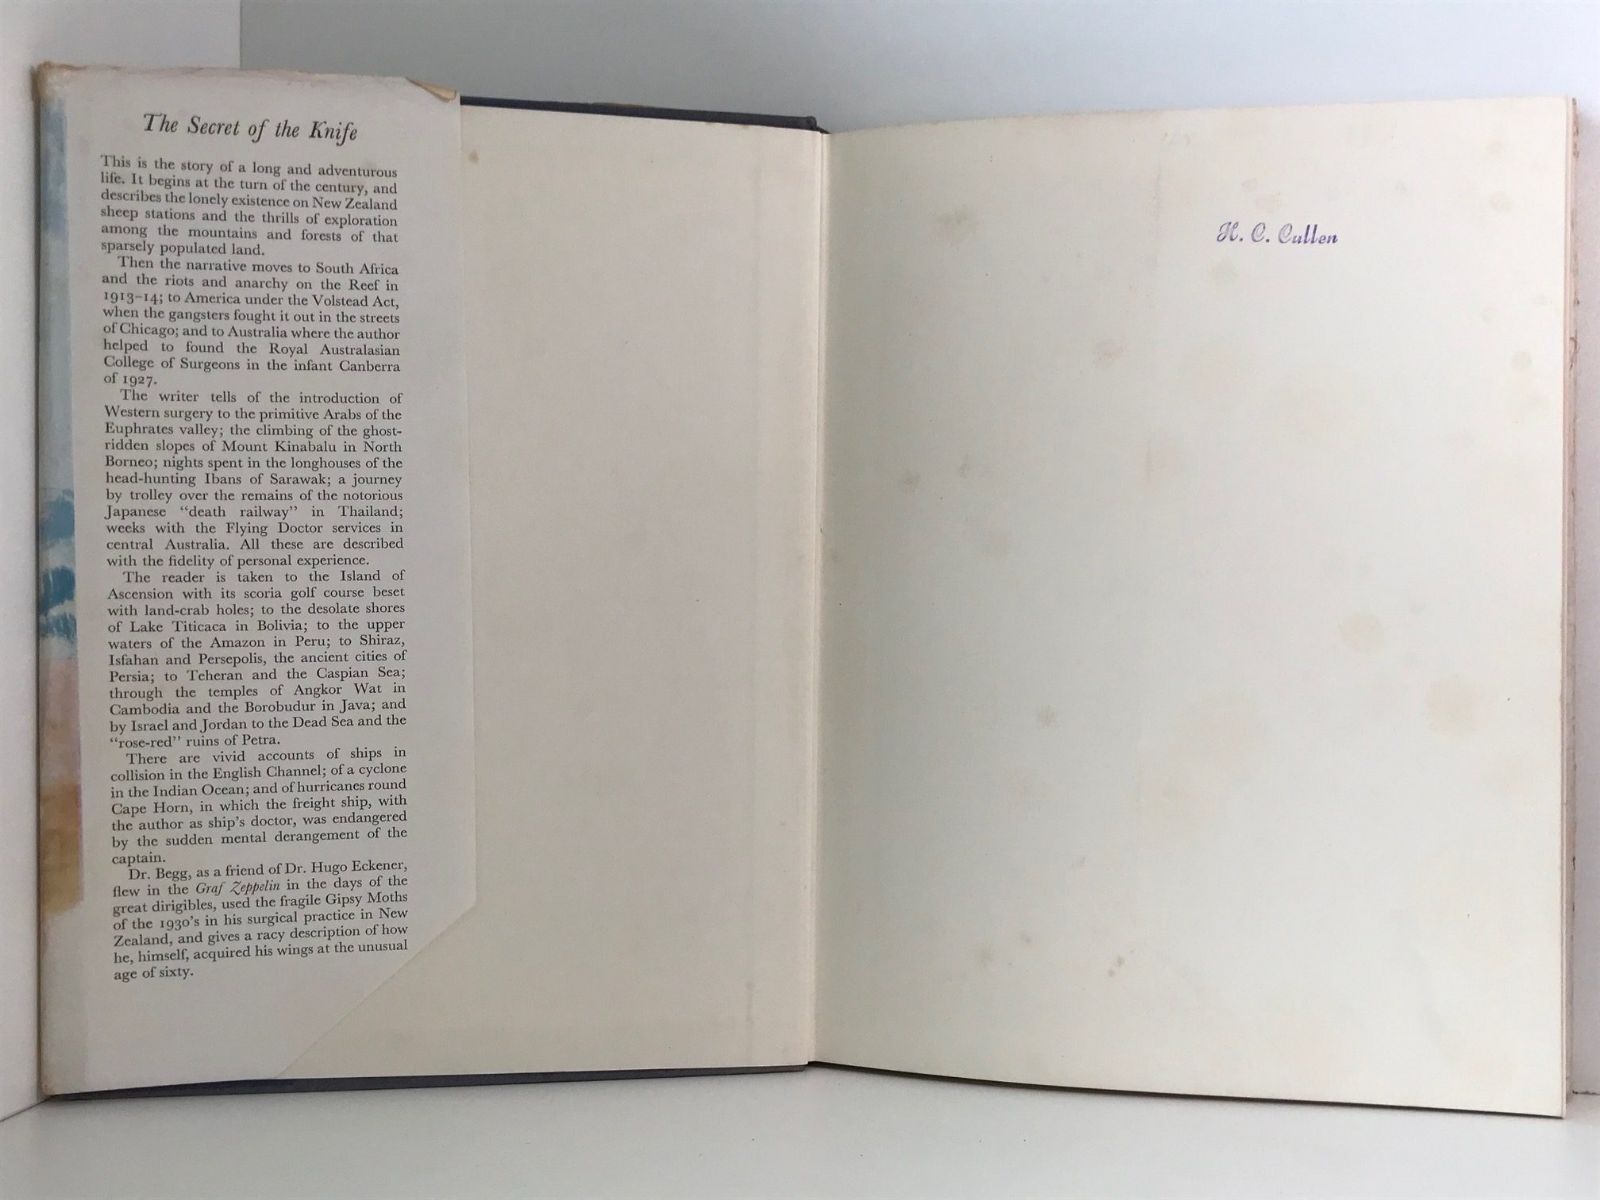 The Secret of the Knife
This is the story of a long and adventurous
life. It begins at the turn of the century, and
describes the lonely existence on New Zealand
sheep stations and the thrills of exploration
among the mountains and forests of that
sparsely populated land.
Then the narrative moves to South Africa
and the riots and anarchy on the Reef in
1913–14; to America under the Volstead Act,
when the gangsters fought it out in the streets
of Chicago; and to Australia where the author
helped to found the Royal Australasian
College of Surgeons in the infant Canberra
of 1927.
The writer tells of the introduction of
Western surgery to the primitive Arabs of the
Euphrates valley; the climbing of the ghost-
ridden slopes of Mount Kinabalu in North
Borneo; nights spent in the longhouses of the
head-hunting Ibans of Sarawak; a journey
by trolley over the remains of the notorious
Japanese “death railway” in Thailand;
weeks with the Flying Doctor services in
central Australia. All these are described
with the fidelity of personal experience.
The reader is taken to the Island of
Ascension with its scoria golf course beset
with land-crab holes; to the desolate shores
of Lake Titicaca in Bolivia; to the upper
waters of the Amazon in Peru; to Shiraz,
Isfahan and Persepolis, the ancient cities of
Persia; to Teheran and the Caspian Sea;
through the temples of Angkor Wat in
Cambodia and the Borobudur in Java; and
by Israel and Jordan to the Dead Sea and the
“rose-red” ruins of Petra.
There are vivid accounts of ships in
collision in the English Channel; of a cyclone
in the Indian Ocean; and of hurricanes round
Cape Horn, in which the freight ship, with
the author as ship’s doctor, was endangered
by the sudden mental derangement of the
captain.
Dr. Begg, as a friend of Dr. Hugo Eckener,
flew in the Graf Zeppelin in the days of the
great dirigibles, used the fragile Gipsy Moths
of the 1930’s in his surgical practice in New
Zealand, and gives a racy description of how
he, himself, acquired his wings at the unusual
age of sixty.
H. C. Cullen